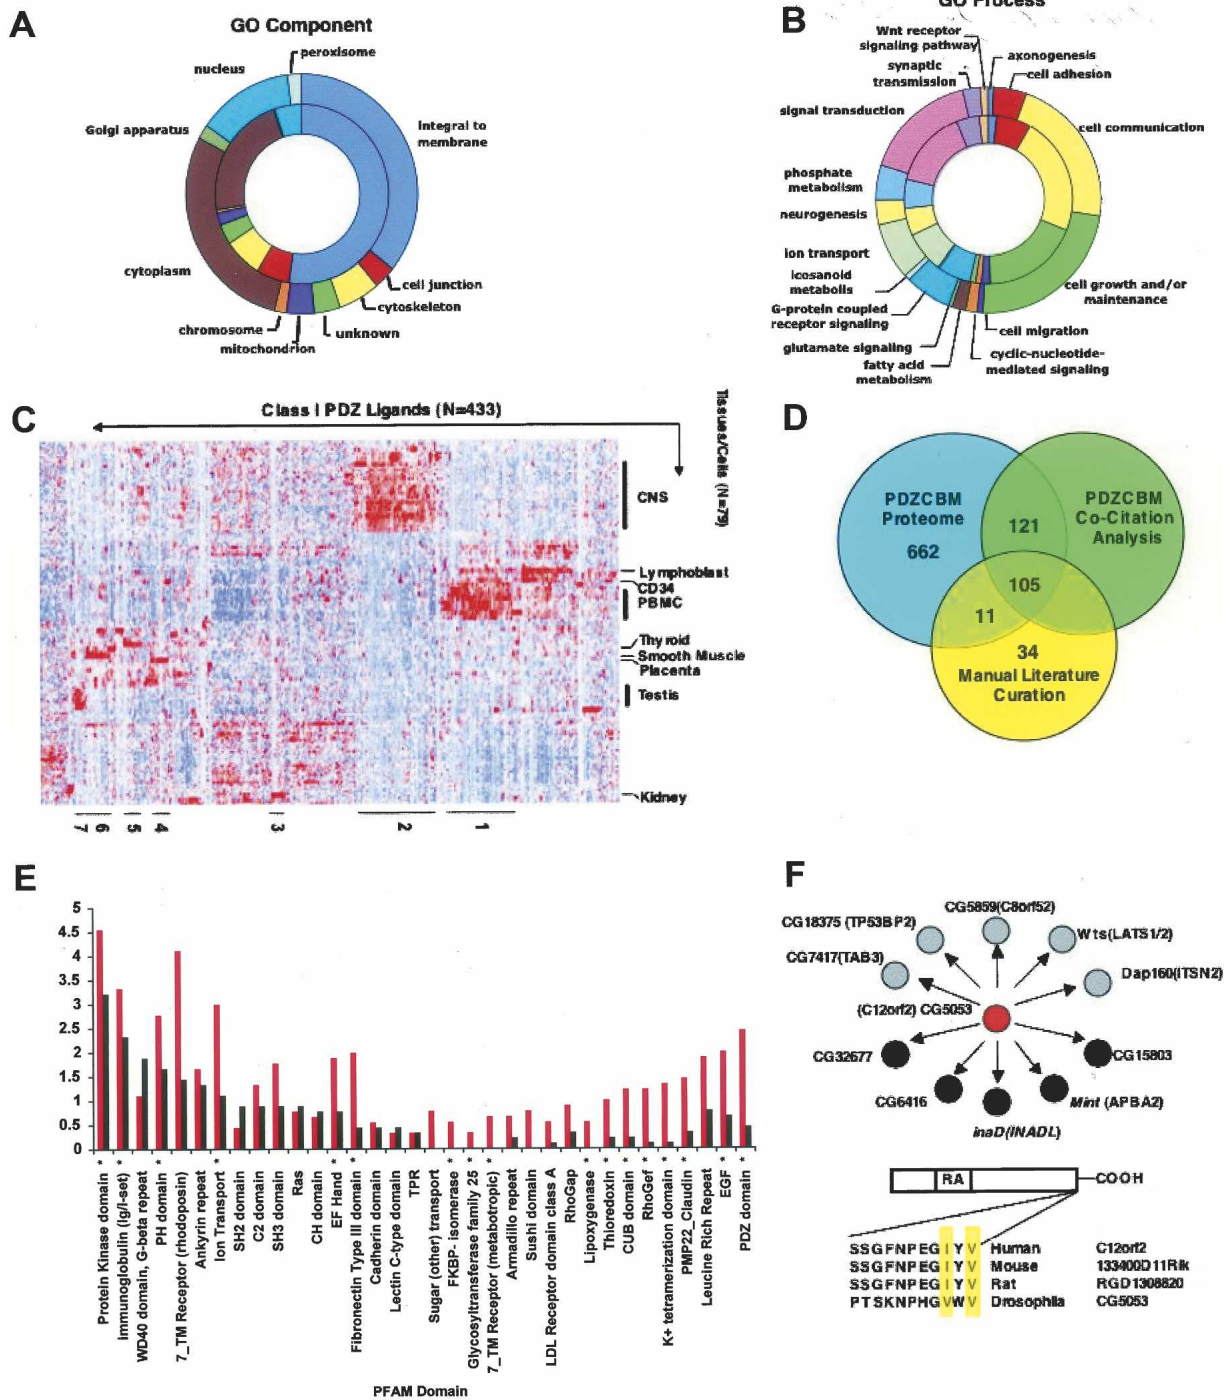 A
GO Component
peroxisome
nucleus
Golgi apparatus
Integral to
membrane
cytoplasm
cell junction
cytoskeleton
chromosome
unknown
mitochondrion
B
GO Process
Wnt receptor
signaling pathway
axonogenesis
synaptic
transmission
cell adhesion
signal transduction
cell communication
phosphate
metabolism
neurogenesis
ion transport
icosanoid
metabolis
cell growth and/or
maintenance
G-protein coupled
receptor signaling
cell migration
glutamate signaling
cyclic-nucleotide-
mediated signaling
fatty acid
metabolism
C
Class I PDZ Ligands (N=433)
Tissues/Cells (N=79)
CNS
Lymphoblast
CD34
PBMC
Thyroid
Smooth Muscle
Placenta
Testis
Kidney
7 6 5 4 3 2 1
D
PDZCBM
Proteome
662
121
PDZCBM
Co-Citation
Analysis
105
11
34
Manual Literature
Curation
E
5
4.5
4
3.5
3
2.5
2
1.5
1
0.5
0
Protein Kinase domain *
immunoglobulin (Ig/I-set) *
WD40 domain, G-beta repeat
PH domain *
7_TM Receptor (rhodoposin)
Ankyrin repeat
Ion Transport *
SH2 domain
C2 domain
SH3 domain
Ras
CH domain
EF Hand *
Fibronectin Type III domain *
Cadherin domain
Lectin C-type domain
TPR
Sugar (other) transport
FKBP- isomerase *
Glycosyltransferase family 25 *
7_TM Receptor (metabotropic) *
Armadillo repeat
Sushi domain
LDL Receptor domain class A
RhoGap
Lipoxygenase *
Thioredoxin *
CUB domain *
RhoGef *
K+ tetramerization domain *
PMP22_Claudin *
Leucine Rich Repeat
EGF *
PDZ domain *
PFAM Domain
F
CG5859(C8orf52)
CG18375 (TP53BP2)
Wts(LATS1/2)
CG7417(TAB3)
Dap160(ITSN2)
(C12orf2) CG5053
CG32677
CG15803
CG6416
Mint (APBA2)
inaD(INADL)
RA
COOH
SSGFNPEGIYV Human C12orf2
SSGFNPEGIYV Mouse 133400D11Rik
SSGFNPEGIYV Rat RGD1308820
PTSKNPHGVWV Drosophila CG5053